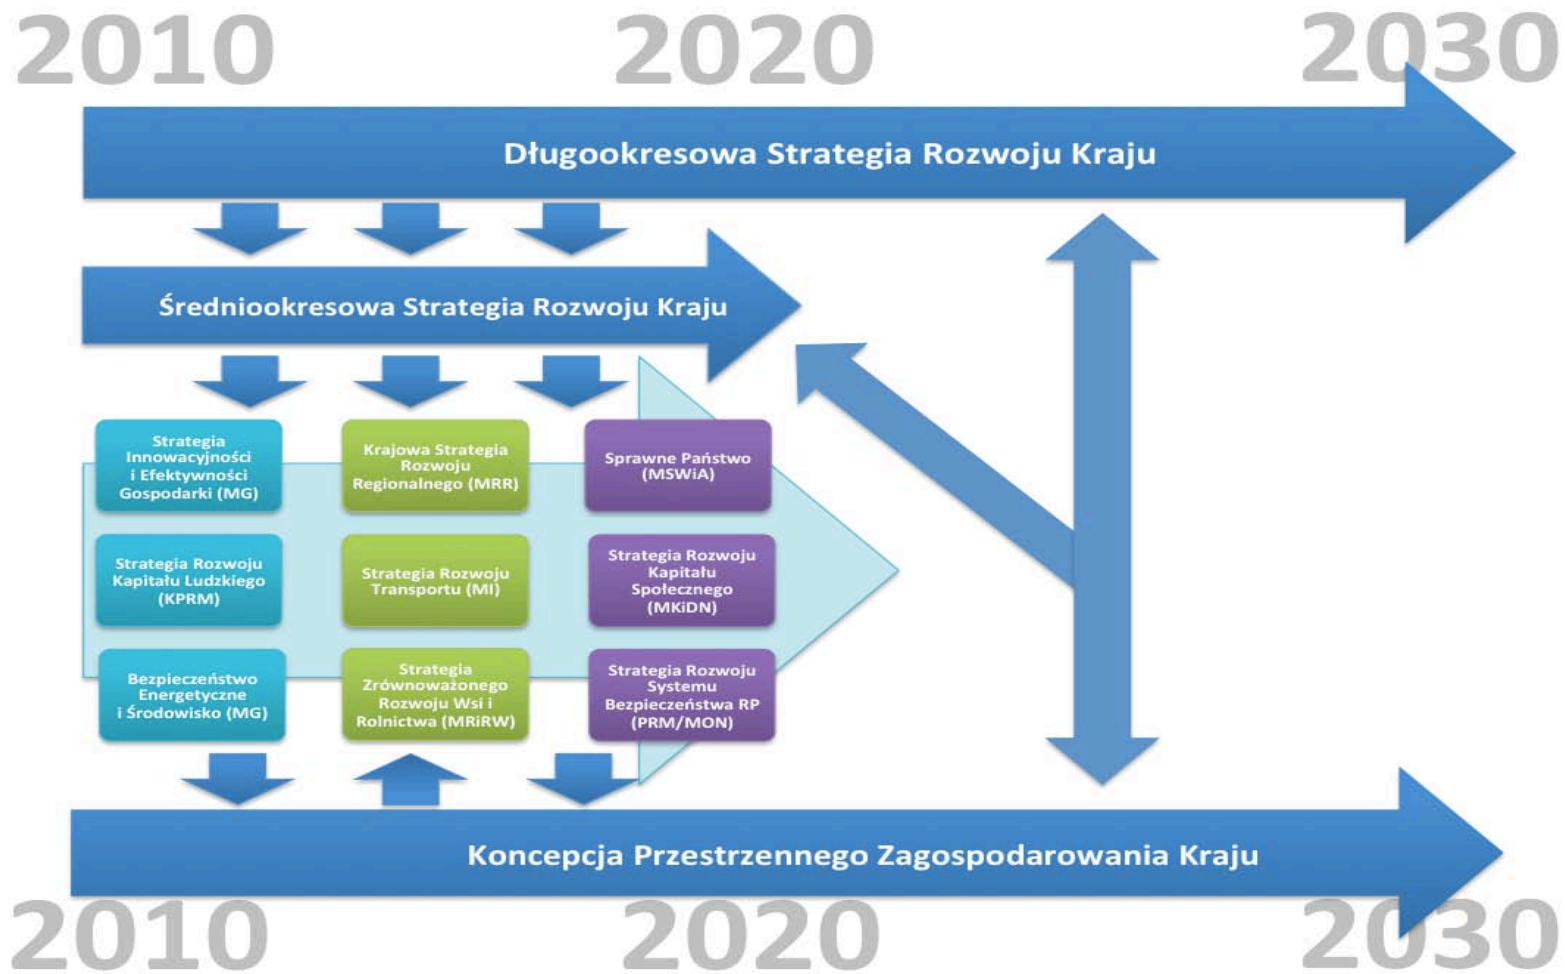 2010 2020 2030
Długookresowa Strategia Rozwoju Kraju
Średniookresowa Strategia Rozwoju Kraju
Strategia
Innowacyjności
i Efektywności
Gospodarki (MG)
Krajowa Strategia
Rozwoju
Regionalnego (MRR)
Sprawne Państwo
(MSWiA)
Strategia Rozwoju
Kapitału Ludzkiego
(KPRM)
Strategia Rozwoju
Transportu (MI)
Strategia Rozwoju
Kapitału
Społecznego
(MKiDN)
Bezpieczeństwo
Energetyczne
i Środowisko (MG)
Strategia
Zrównoważonego
Rozwoju Wsi i
Rolnictwa (MRiRW)
Strategia Rozwoju
Systemu
Bezpieczeństwa RP
(PRM/MON)
Koncepcja Przestrzennego Zagospodarowania Kraju
2010 2020 2030